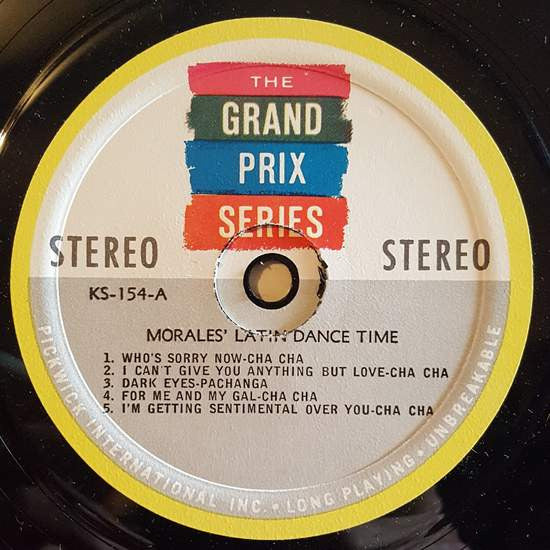 THE
GRAND
PRIX
SERIES
STEREO
STEREO
KS-154-A
MORALES' LATIN DANCE TIME
1. WHO'S SORRY NOW-CHA CHA
2. I CAN'T GIVE YOU ANYTHING BUT LOVE-CHA CHA
3. DARK EYES-PACHANGA
4. FOR ME AND MY GAL-CHA CHA
5. I'M GETTING SENTIMENTAL OVER YOU-CHA CHA
PICKWICK INTERNATIONAL INC. • LONG PLAYING • UNBREAKABLE